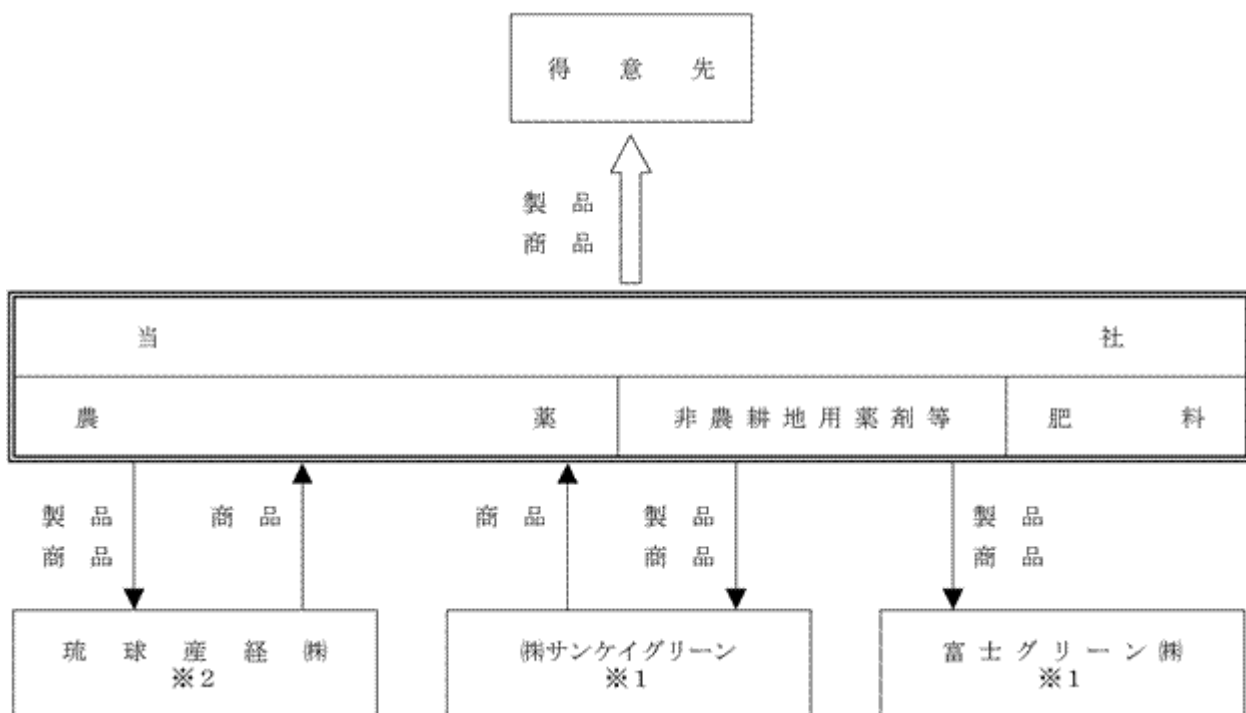 得意先
製品
商品
当社
農薬 非農耕地用薬剤等 肥料
製品 商品 商品 製品 製品
商品 商品 商品
琉球産経㈱ ㈱サンケイグリーン 富士グリーン㈱
※2 ※1 ※1